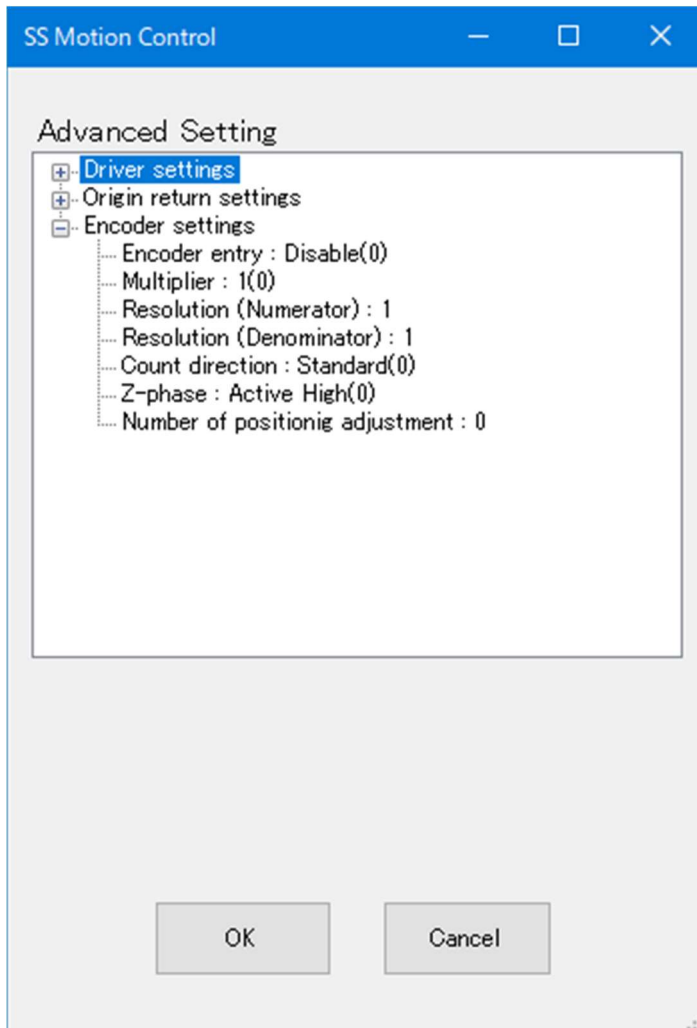 SS Motion Control
Advanced Setting
Driver settings
Origin return settings
Encoder settings
Encoder entry : Disable(0)
Multiplier : 1(0)
Resolution (Numerator) : 1
Resolution (Denominator) : 1
Count direction : Standard(0)
Z-phase : Active High(0)
Number of positionig adjustment : 0
OK
Cancel